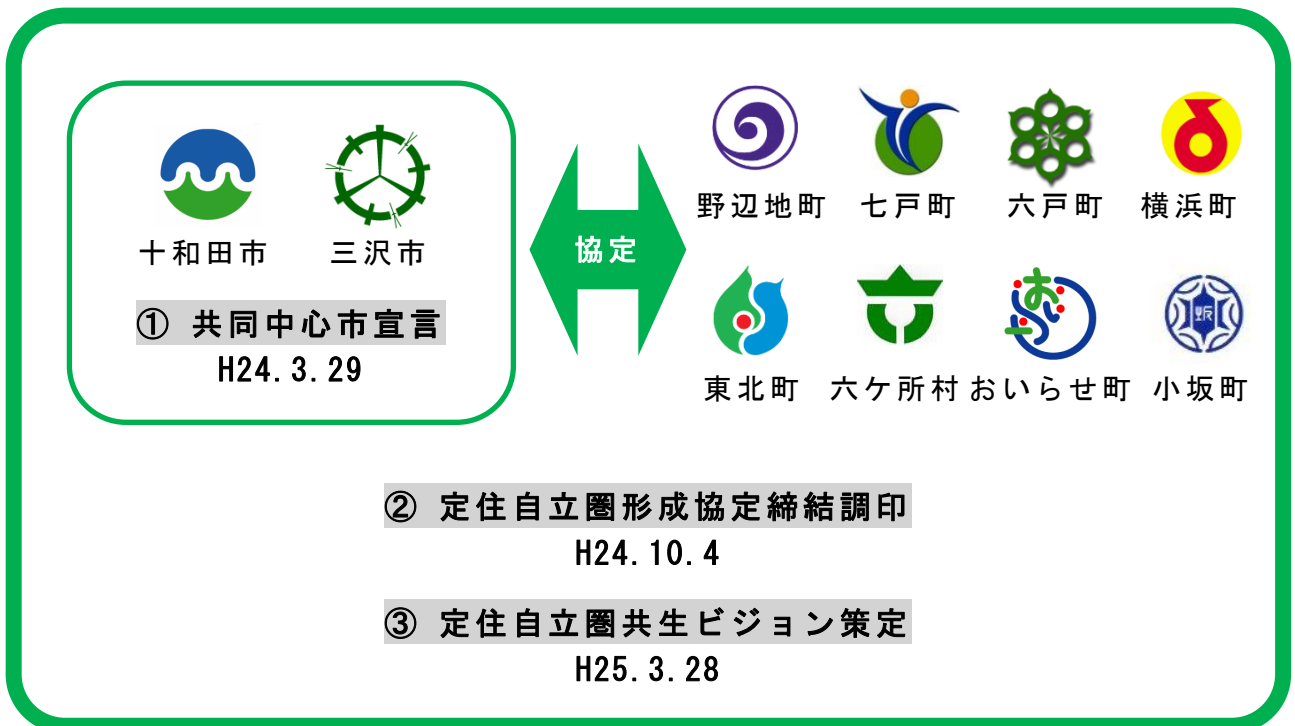 十和田市 三沢市
① 共同中心市宣言
H24.3.29
協定
野辺地町 七戸町 六戸町 横浜町
東北町 六ケ所村 おいらせ町 小坂町
② 定住自立圏形成協定締結調印
H24.10.4
③ 定住自立圏共生ビジョン策定
H25.3.28